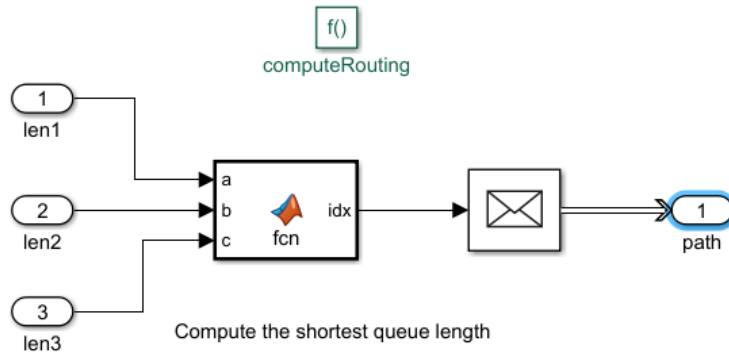 f()
computeRouting
1
len1
a
2
b
idx
len2
fcn
c
1
path
3
len3
Compute the shortest queue length